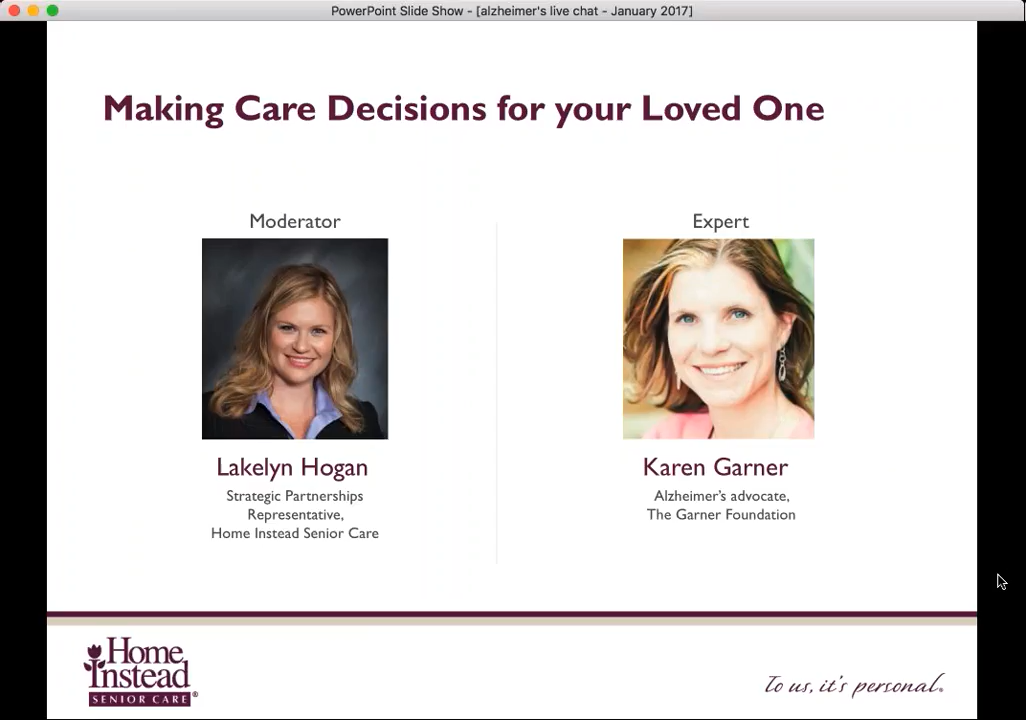 PowerPoint Slide Show - [alzheimer's live chat - January 2017]
Making Care Decisions for your Loved One
Moderator
Lakelyn Hogan
Strategic Partnerships
Representative,
Home Instead Senior Care
Expert
Karen Garner
Alzheimer's advocate,
The Garner Foundation
Home
Instead
SENIOR CARE®
To us, it's personal.